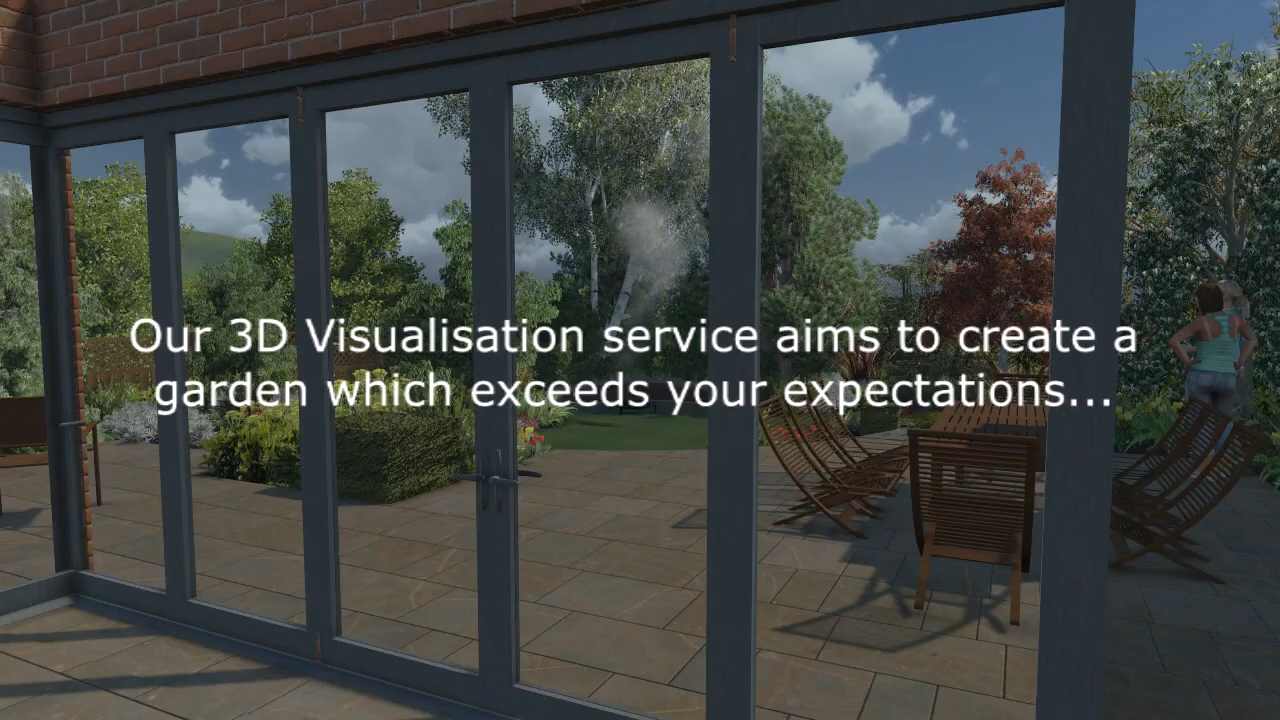 Our 3D Visualisation service aims to create a
garden which exceeds your expectations...